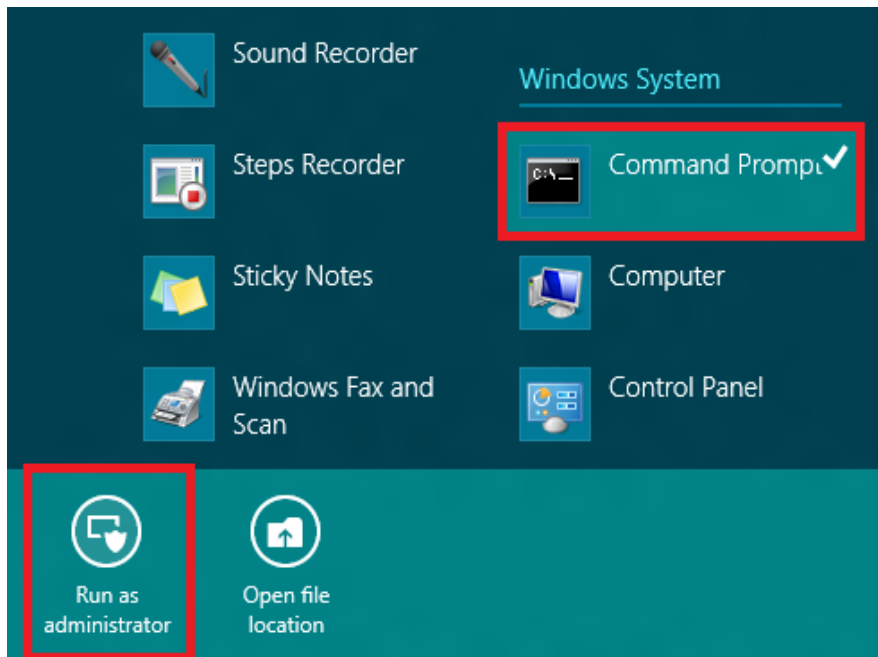 Sound Recorder
Windows System
Steps Recorder
Command Prompt
C:\_
Sticky Notes
Computer
Windows Fax and
Scan
Control Panel
Run as
administrator
Open file
location